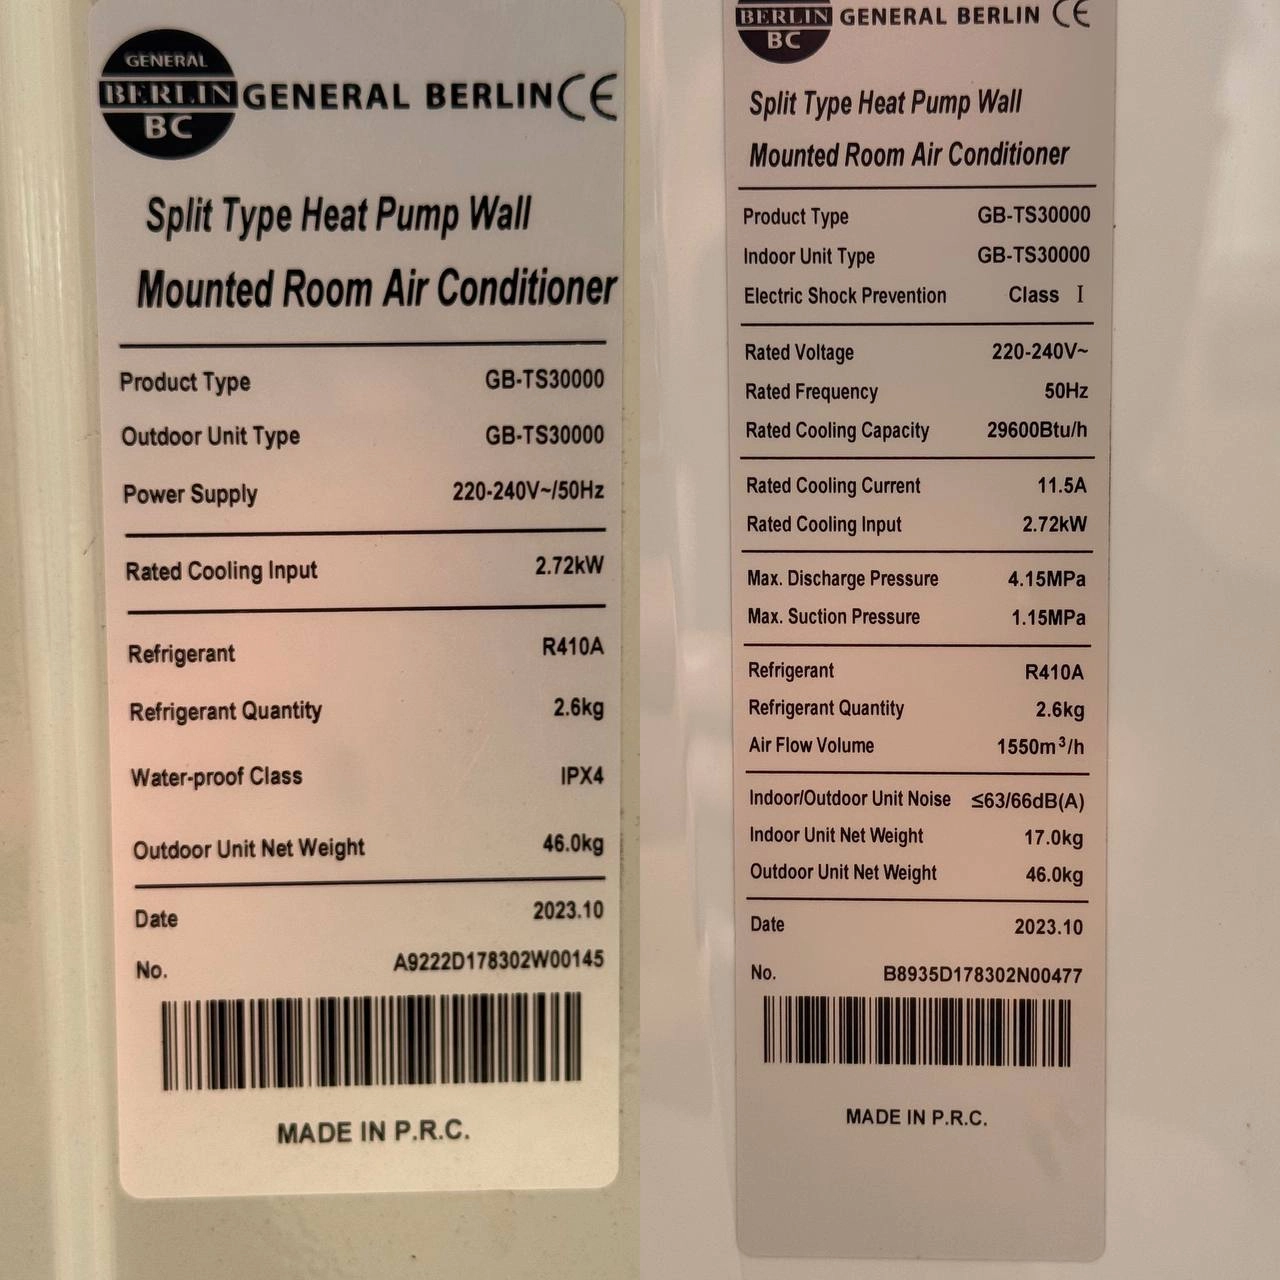 GENERAL
BERLIN
BC
GENERAL BERLIN CE
Split Type Heat Pump Wall
Mounted Room Air Conditioner
Product Type GB-TS30000
Outdoor Unit Type GB-TS30000
Power Supply 220-240V~/50Hz
Rated Cooling Input 2.72kW
Refrigerant R410A
Refrigerant Quantity 2.6kg
Water-proof Class IPX4
Outdoor Unit Net Weight 46.0kg
Date 2023.10
No. A9222D178302W00145
MADE IN P.R.C.
BERLIN
BC
GENERAL BERLIN CE
Split Type Heat Pump Wall
Mounted Room Air Conditioner
Product Type GB-TS30000
Indoor Unit Type GB-TS30000
Electric Shock Prevention Class I
Rated Voltage 220-240V~
Rated Frequency 50Hz
Rated Cooling Capacity 29600Btu/h
Rated Cooling Current 11.5A
Rated Cooling Input 2.72kW
Max. Discharge Pressure 4.15MPa
Max. Suction Pressure 1.15MPa
Refrigerant R410A
Refrigerant Quantity 2.6kg
Air Flow Volume 1550m³/h
Indoor/Outdoor Unit Noise ≤63/66dB(A)
Indoor Unit Net Weight 17.0kg
Outdoor Unit Net Weight 46.0kg
Date 2023.10
No. B8935D178302N00477
MADE IN P.R.C.